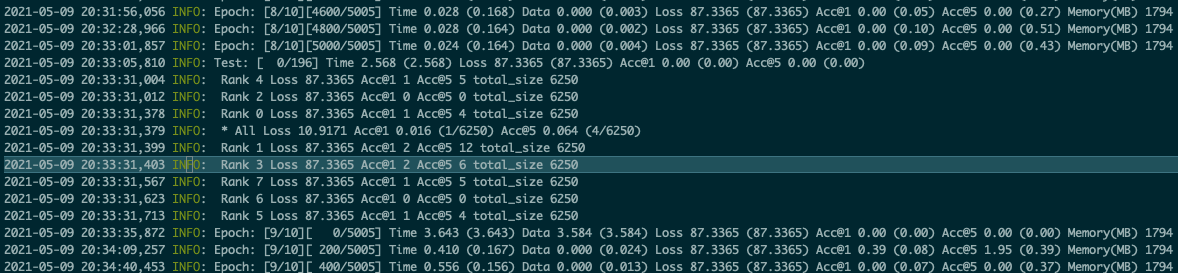 2021-05-09 20:31:56,056 INFO: Epoch: [8/10][4600/5005] Time 0.028 (0.168) Data 0.000 (0.003) Loss 87.3365 (87.3365) Acc@1 0.00 (0.05) Acc@5 0.00 (0.27) Memory(MB) 1794
2021-05-09 20:32:28,966 INFO: Epoch: [8/10][4800/5005] Time 0.028 (0.164) Data 0.000 (0.002) Loss 87.3365 (87.3365) Acc@1 0.00 (0.10) Acc@5 0.00 (0.51) Memory(MB) 1794
2021-05-09 20:33:01,857 INFO: Epoch: [8/10][5000/5005] Time 0.024 (0.164) Data 0.000 (0.004) Loss 87.3365 (87.3365) Acc@1 0.00 (0.09) Acc@5 0.00 (0.43) Memory(MB) 1794
2021-05-09 20:33:05,810 INFO: Test: [  0/196] Time 2.568 (2.568) Loss 87.3365 (87.3365) Acc@1 0.00 (0.00) Acc@5 0.00 (0.00)
2021-05-09 20:33:31,004 INFO:  Rank 4 Loss 87.3365 Acc@1 1 Acc@5 5 total_size 6250
2021-05-09 20:33:31,012 INFO:  Rank 2 Loss 87.3365 Acc@1 0 Acc@5 0 total_size 6250
2021-05-09 20:33:31,378 INFO:  Rank 0 Loss 87.3365 Acc@1 1 Acc@5 4 total_size 6250
2021-05-09 20:33:31,379 INFO:  * All Loss 10.9171 Acc@1 0.016 (1/6250) Acc@5 0.064 (4/6250)
2021-05-09 20:33:31,399 INFO:  Rank 1 Loss 87.3365 Acc@1 2 Acc@5 12 total_size 6250
2021-05-09 20:33:31,403 INFO:  Rank 3 Loss 87.3365 Acc@1 2 Acc@5 6 total_size 6250
2021-05-09 20:33:31,567 INFO:  Rank 7 Loss 87.3365 Acc@1 1 Acc@5 5 total_size 6250
2021-05-09 20:33:31,623 INFO:  Rank 6 Loss 87.3365 Acc@1 0 Acc@5 0 total_size 6250
2021-05-09 20:33:31,713 INFO:  Rank 5 Loss 87.3365 Acc@1 1 Acc@5 4 total_size 6250
2021-05-09 20:33:35,872 INFO: Epoch: [9/10][   0/5005] Time 3.643 (3.643) Data 3.584 (3.584) Loss 87.3365 (87.3365) Acc@1 0.00 (0.00) Acc@5 0.00 (0.00) Memory(MB) 1794
2021-05-09 20:34:09,257 INFO: Epoch: [9/10][ 200/5005] Time 0.410 (0.167) Data 0.000 (0.024) Loss 87.3365 (87.3365) Acc@1 0.39 (0.08) Acc@5 1.95 (0.39) Memory(MB) 1794
2021-05-09 20:34:40,453 INFO: Epoch: [9/10][ 400/5005] Time 0.556 (0.156) Data 0.000 (0.013) Loss 87.3365 (87.3365) Acc@1 0.00 (0.07) Acc@5 0.00 (0.37) Memory(MB) 1794